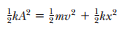 ½kA² = ½mv² + ½kx²